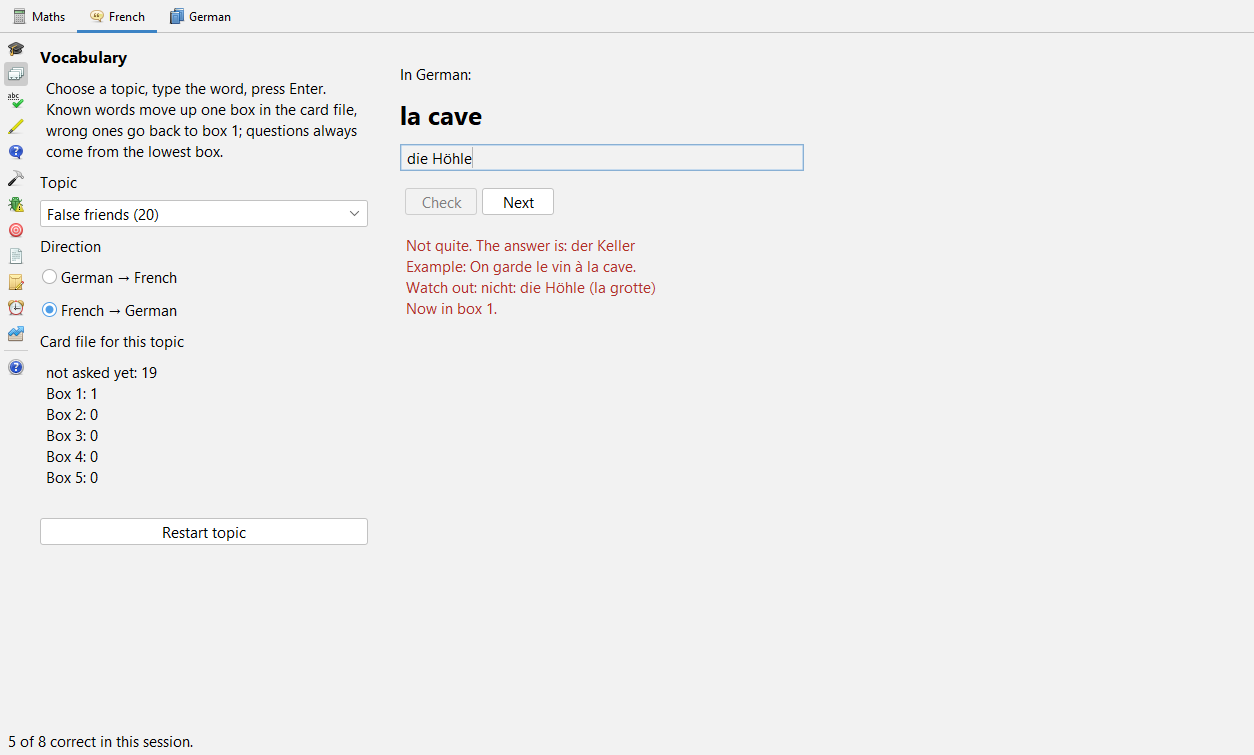 Maths
French
German
Vocabulary
Choose a topic, type the word, press Enter.
Known words move up one box in the card file,
wrong ones go back to box 1; questions always
come from the lowest box.
Topic
False friends (20)
Direction
German → French
French → German
Card file for this topic
not asked yet: 19
Box 1: 1
Box 2: 0
Box 3: 0
Box 4: 0
Box 5: 0
Restart topic
In German:
la cave
die Höhle
Check
Next
Not quite. The answer is: der Keller
Example: On garde le vin à la cave.
Watch out: nicht: die Höhle (la grotte)
Now in box 1.
5 of 8 correct in this session.